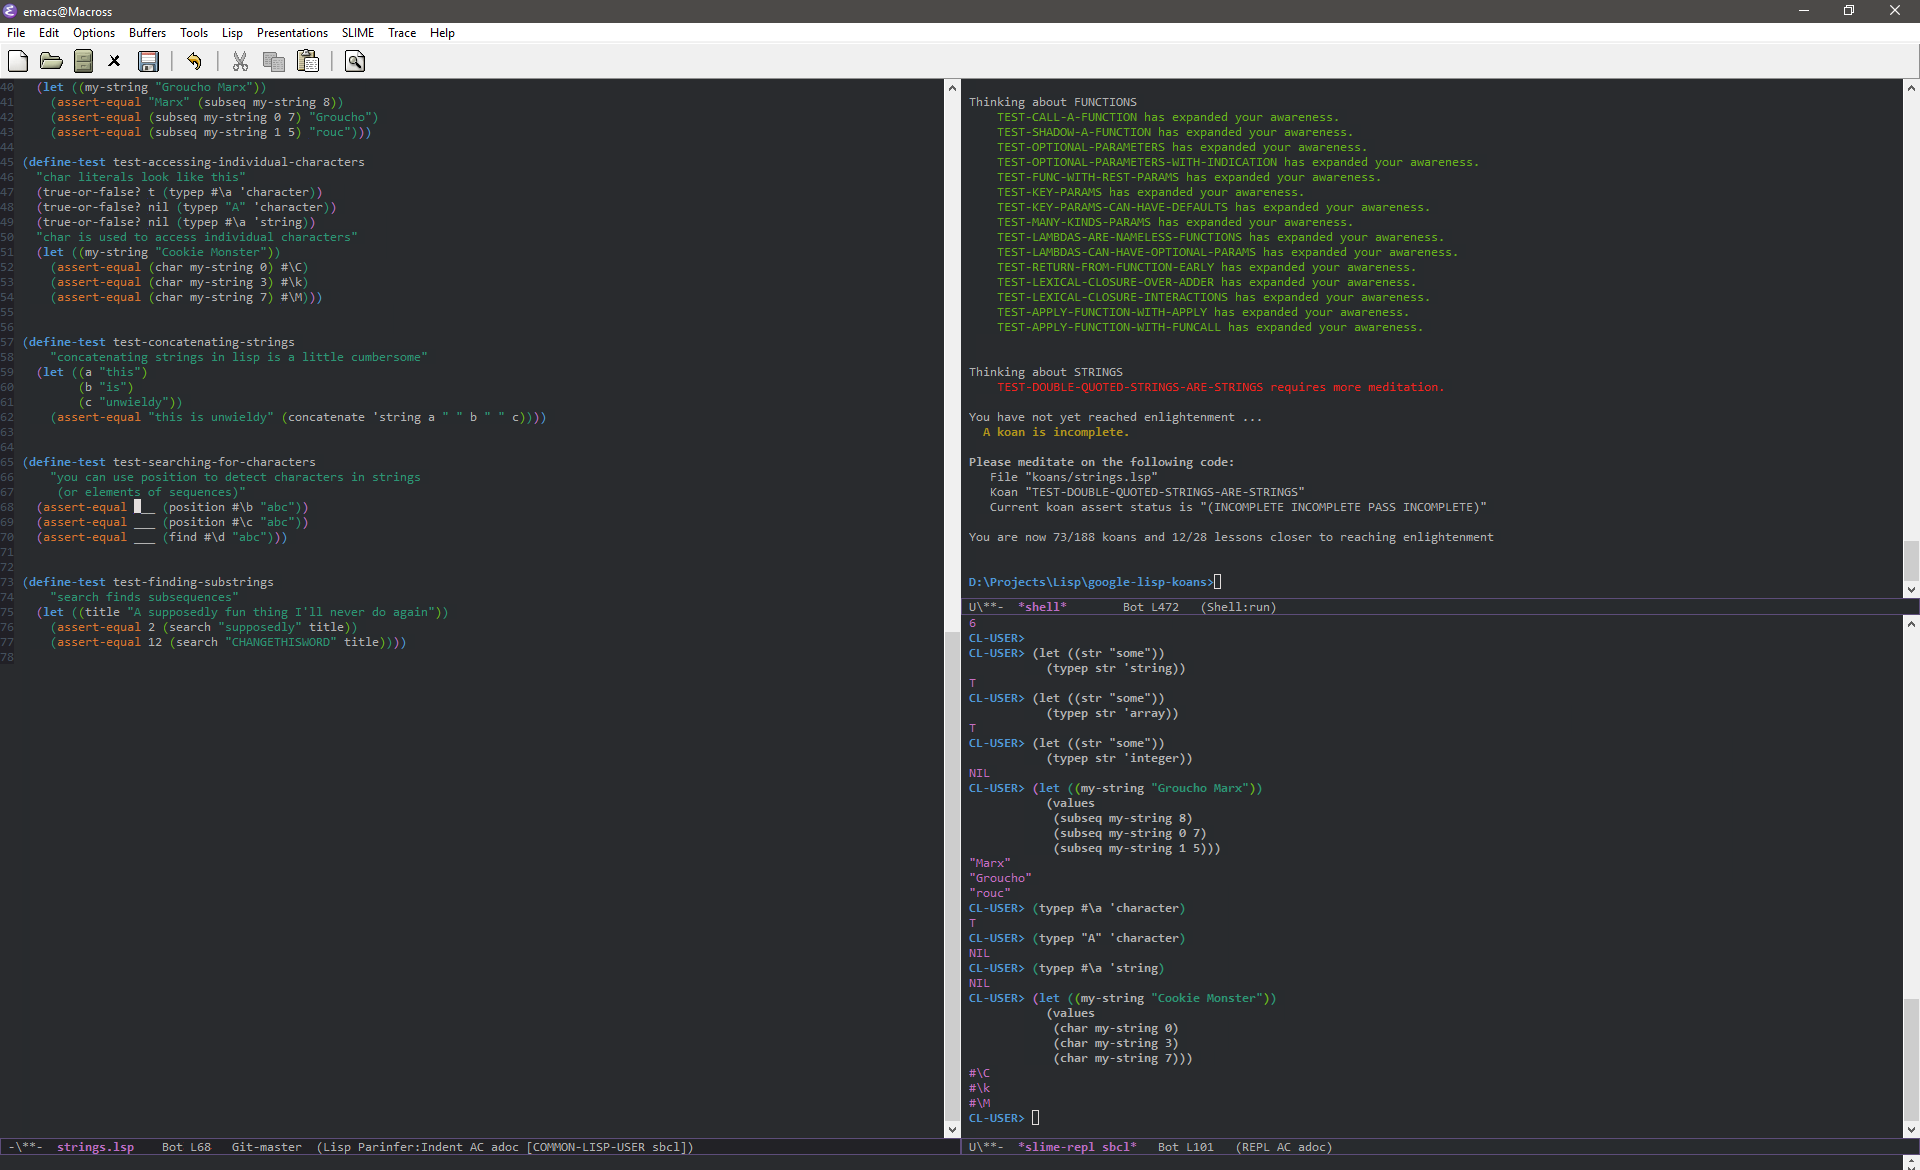 emacs@Macross
File Edit Options Buffers Tools Lisp Presentations SLIME Trace Help
40 (let ((my-string "Groucho Marx"))
41 (assert-equal "Marx" (subseq my-string 8))
42 (assert-equal (subseq my-string 0 7) "Groucho")
43 (assert-equal (subseq my-string 1 5) "rouc")))
44
45 (define-test test-accessing-individual-characters
46 "char literals look like this"
47 (true-or-false? t (typep #\a 'character))
48 (true-or-false? nil (typep "A" 'character))
49 (true-or-false? nil (typep #\a 'string))
50 "char is used to access individual characters"
51 (let ((my-string "Cookie Monster"))
52 (assert-equal (char my-string 0) #\C)
53 (assert-equal (char my-string 3) #\k)
54 (assert-equal (char my-string 7) #\M)))
55
56
57 (define-test test-concatenating-strings
58 "concatenating strings in lisp is a little cumbersome"
59 (let ((a "this")
60 (b "is")
61 (c "unwieldy"))
62 (assert-equal "this is unwieldy" (concatenate 'string a " " b " " c))))
63
64
65 (define-test test-searching-for-characters
66 "you can use position to detect characters in strings
67 (or elements of sequences)"
68 (assert-equal ___ (position #\b "abc"))
69 (assert-equal ___ (position #\c "abc"))
70 (assert-equal ___ (find #\d "abc")))
71
72
73 (define-test test-finding-substrings
74 "search finds subsequences"
75 (let ((title "A supposedly fun thing I'll never do again"))
76 (assert-equal 2 (search "supposedly" title))
77 (assert-equal 12 (search "CHANGETHISWORD" title))))
78
-\**- strings.lsp Bot L68 Git-master (Lisp Parinfer:Indent AC adoc [COMMON-LISP-USER sbcl])
Thinking about FUNCTIONS
TEST-CALL-A-FUNCTION has expanded your awareness.
TEST-SHADOW-A-FUNCTION has expanded your awareness.
TEST-OPTIONAL-PARAMETERS has expanded your awareness.
TEST-OPTIONAL-PARAMETERS-WITH-INDICATION has expanded your awareness.
TEST-FUNC-WITH-REST-PARAMS has expanded your awareness.
TEST-KEY-PARAMS has expanded your awareness.
TEST-KEY-PARAMS-CAN-HAVE-DEFAULTS has expanded your awareness.
TEST-MANY-KINDS-PARAMS has expanded your awareness.
TEST-LAMBDAS-ARE-NAMELESS-FUNCTIONS has expanded your awareness.
TEST-LAMBDAS-CAN-HAVE-OPTIONAL-PARAMS has expanded your awareness.
TEST-RETURN-FROM-FUNCTION-EARLY has expanded your awareness.
TEST-LEXICAL-CLOSURE-OVER-ADDER has expanded your awareness.
TEST-LEXICAL-CLOSURE-INTERACTIONS has expanded your awareness.
TEST-APPLY-FUNCTION-WITH-APPLY has expanded your awareness.
TEST-APPLY-FUNCTION-WITH-FUNCALL has expanded your awareness.
Thinking about STRINGS
TEST-DOUBLE-QUOTED-STRINGS-ARE-STRINGS requires more meditation.
You have not yet reached enlightenment ...
A koan is incomplete.
Please meditate on the following code:
File "koans/strings.lsp"
Koan "TEST-DOUBLE-QUOTED-STRINGS-ARE-STRINGS"
Current koan assert status is "(INCOMPLETE INCOMPLETE PASS INCOMPLETE)"
You are now 73/188 koans and 12/28 lessons closer to reaching enlightenment
D:\Projects\Lisp\google-lisp-koans>
U\**- *shell* Bot L472 (Shell:run)
6
CL-USER>
CL-USER> (let ((str "some"))
(typep str 'string))
T
CL-USER> (let ((str "some"))
(typep str 'array))
T
CL-USER> (let ((str "some"))
(typep str 'integer))
NIL
CL-USER> (let ((my-string "Groucho Marx"))
(values
(subseq my-string 8)
(subseq my-string 0 7)
(subseq my-string 1 5)))
"Marx"
"Groucho"
"rouc"
CL-USER> (typep #\a 'character)
T
CL-USER> (typep "A" 'character)
NIL
CL-USER> (typep #\a 'string)
NIL
CL-USER> (let ((my-string "Cookie Monster"))
(values
(char my-string 0)
(char my-string 3)
(char my-string 7)))
#\C
#\k
#\M
CL-USER>
U\**- *slime-repl sbcl* Bot L101 (REPL AC adoc)